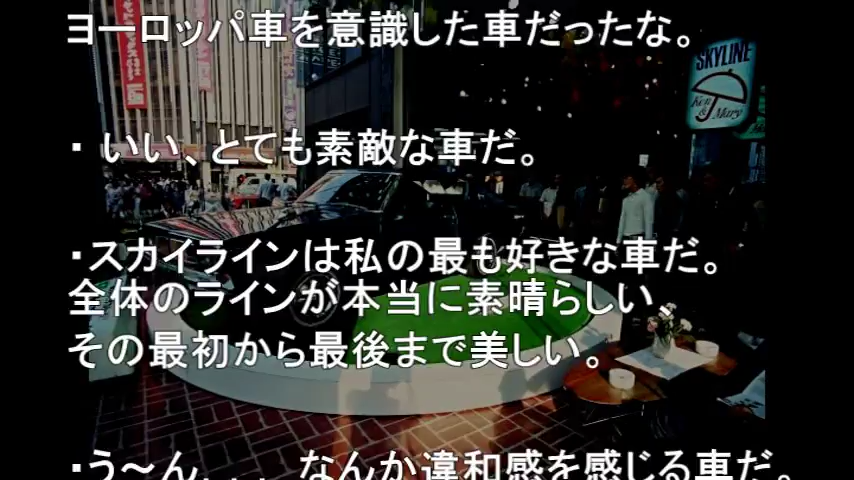 ヨーロッパ車を意識した車だったな。
・ いい、とても素敵な車だ。
・スカイラインは私の最も好きな車だ。
全体のラインが本当に素晴らしい、
その最初から最後まで美しい。
・う～ん．．． なんか違和感を感じる車だ。
SKYLINE
Ken & Mary